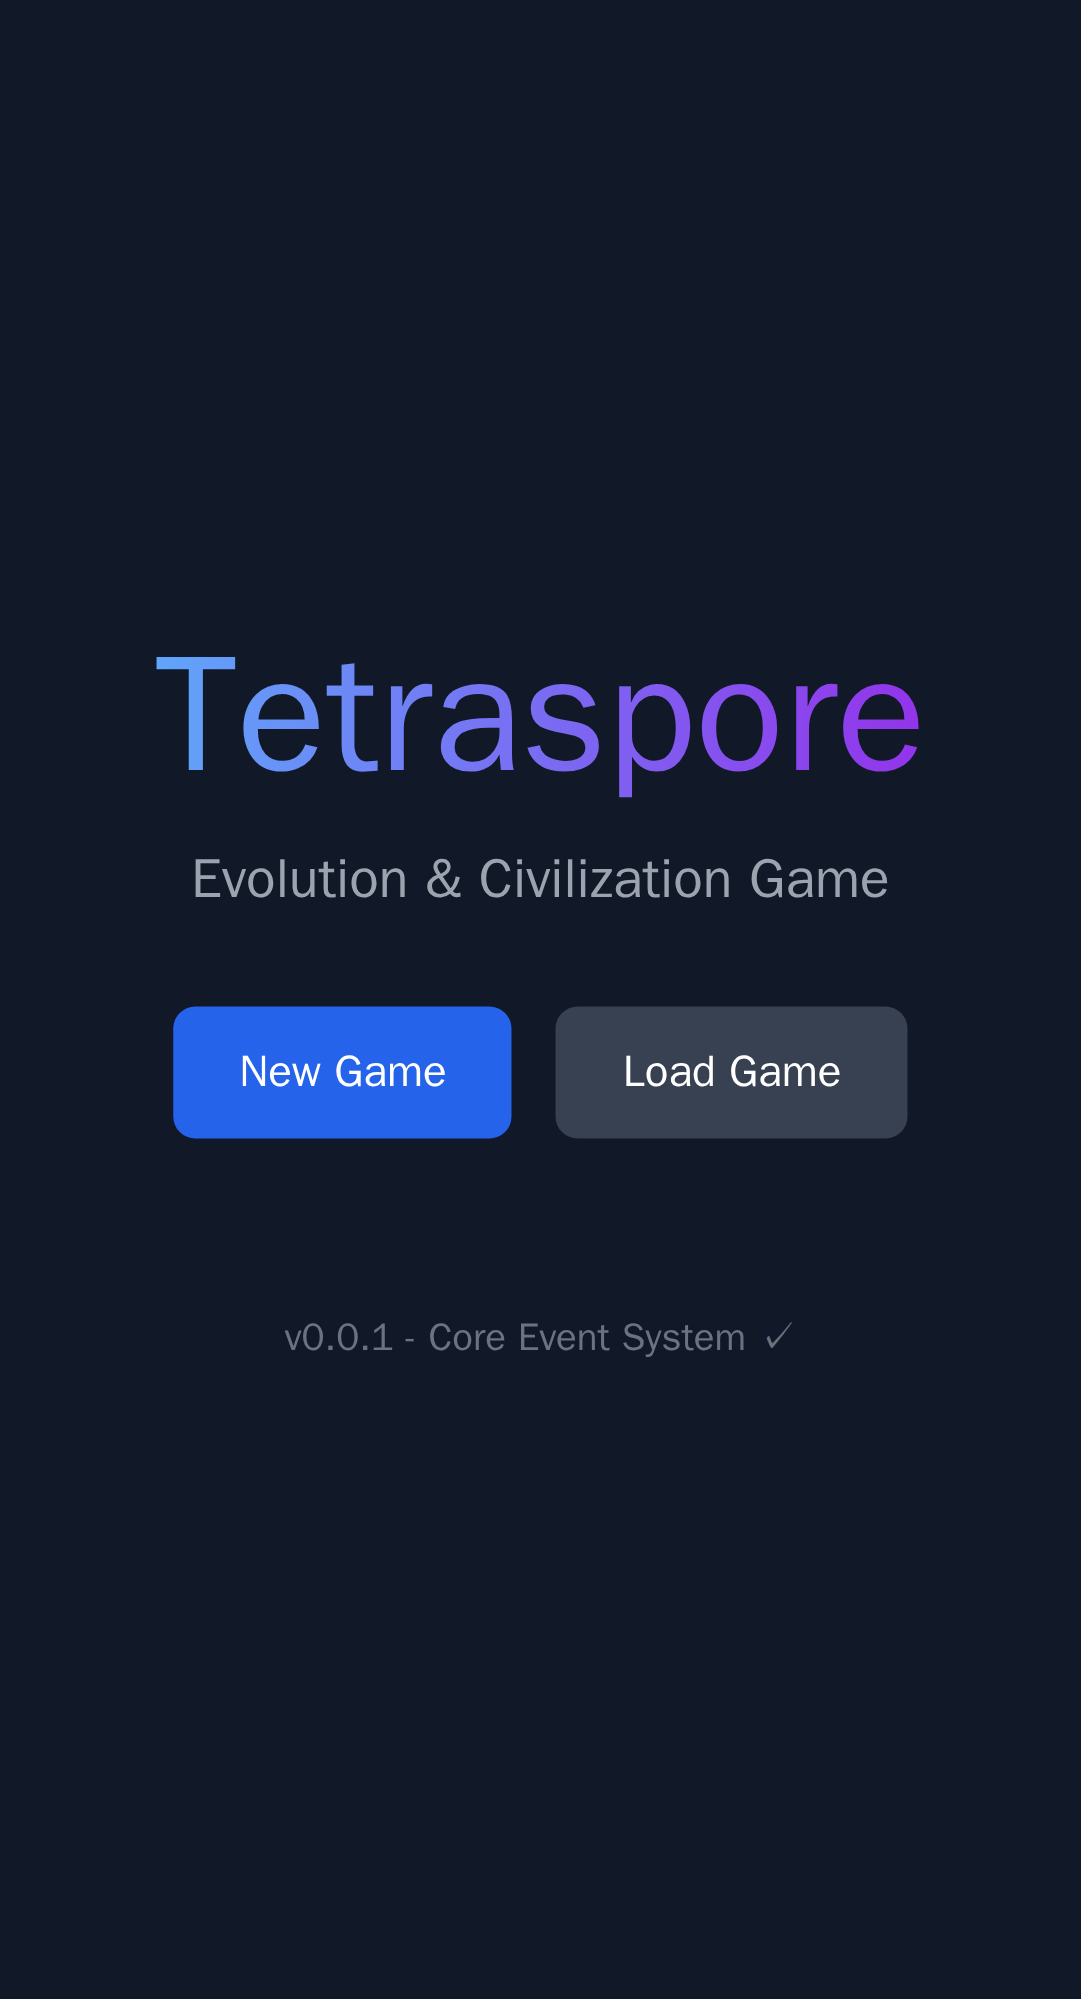 Tetraspore
Evolution & Civilization Game
New Game
Load Game
v0.0.1 - Core Event System ✓